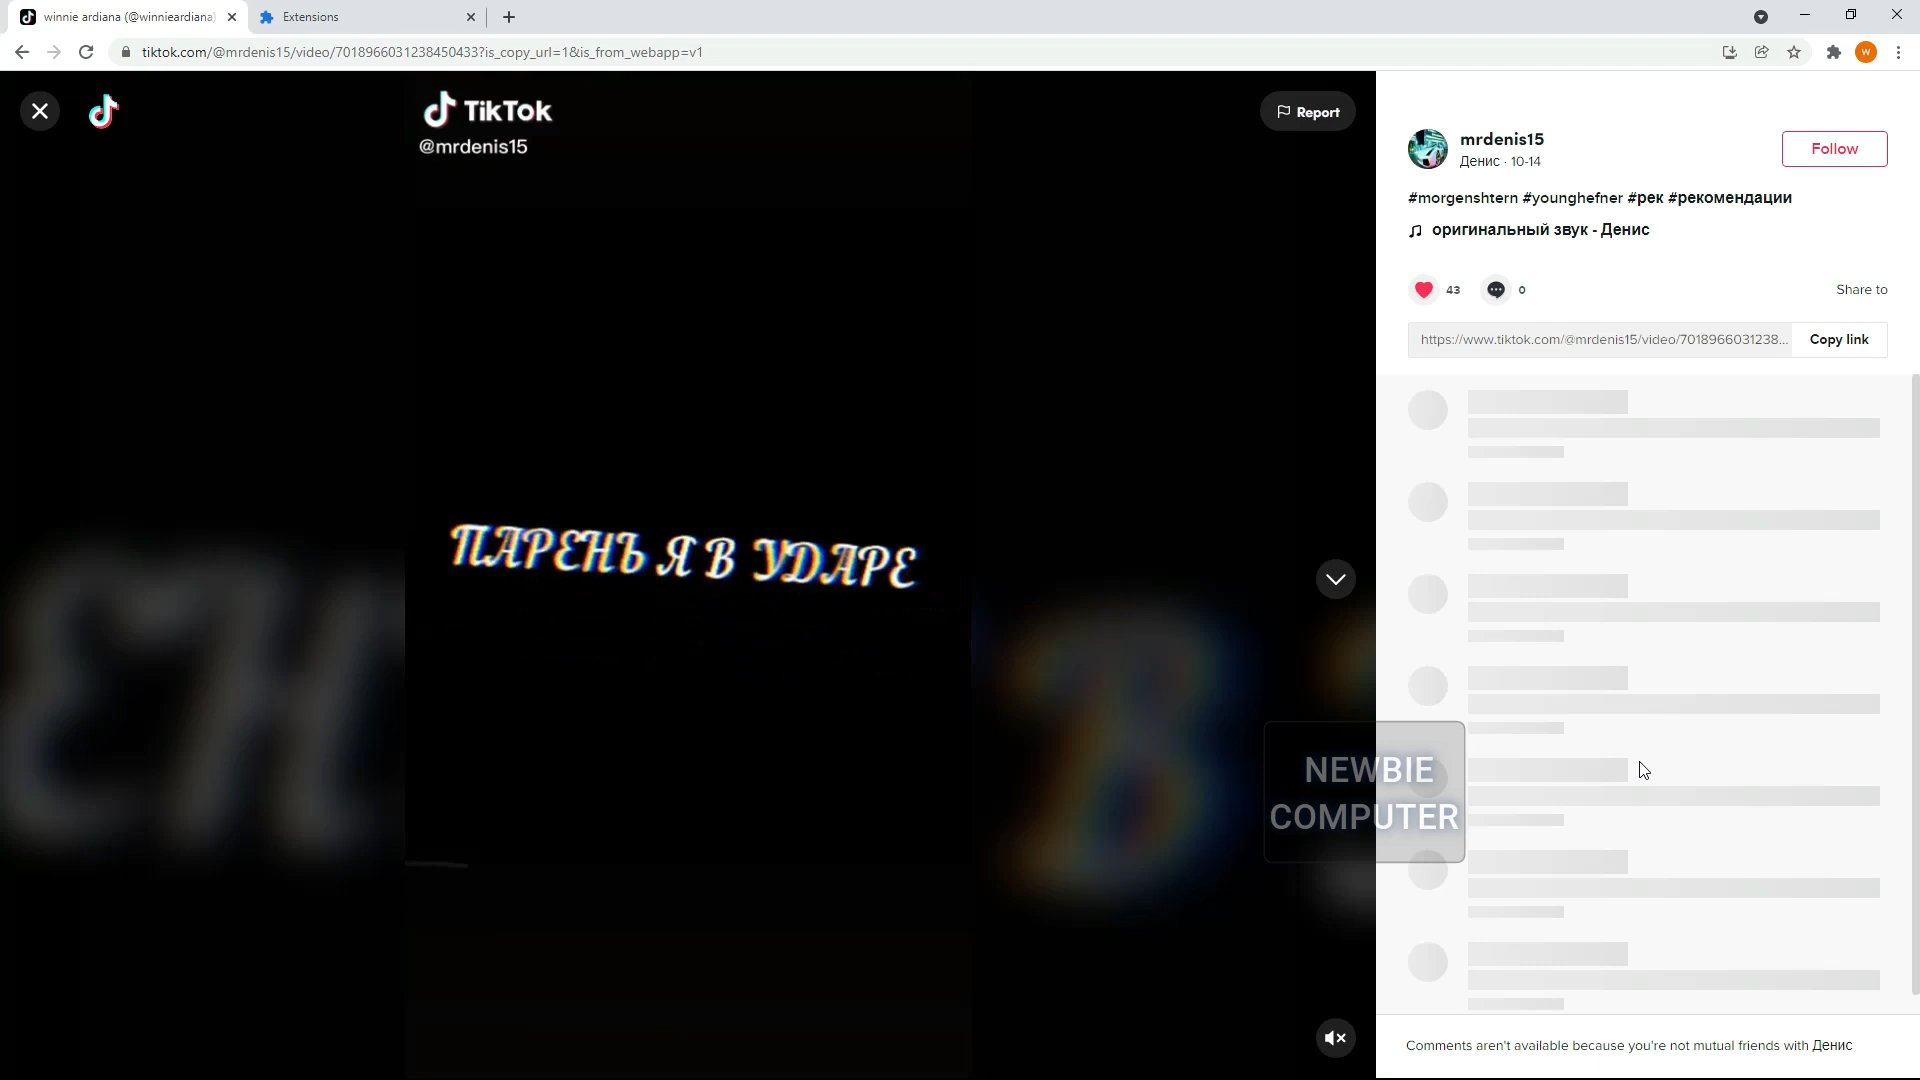 winnie ardiana (@winnieardiana)
Extensions
tiktok.com/@mrdenis15/video/7018966031238450433?is_copy_url=1&is_from_webapp=v1
W
TikTok
@mrdenis15
Report
ПАРЕНЬ Я В УДАРЕ
ЕН
В
NEWBIE
COMPUTER
mrdenis15
Денис · 10-14
Follow
#morgenshtern #younghefner #рек #рекомендации
оригинальный звук - Денис
43
0
Share to
https://www.tiktok.com/@mrdenis15/video/7018966031238...
Copy link
Comments aren't available because you're not mutual friends with Денис